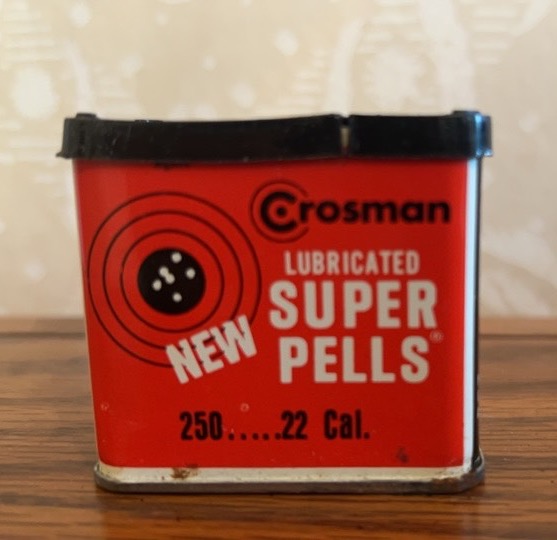 Crosman
LUBRICATED
SUPER
PELLS®
NEW
250.....22 Cal.